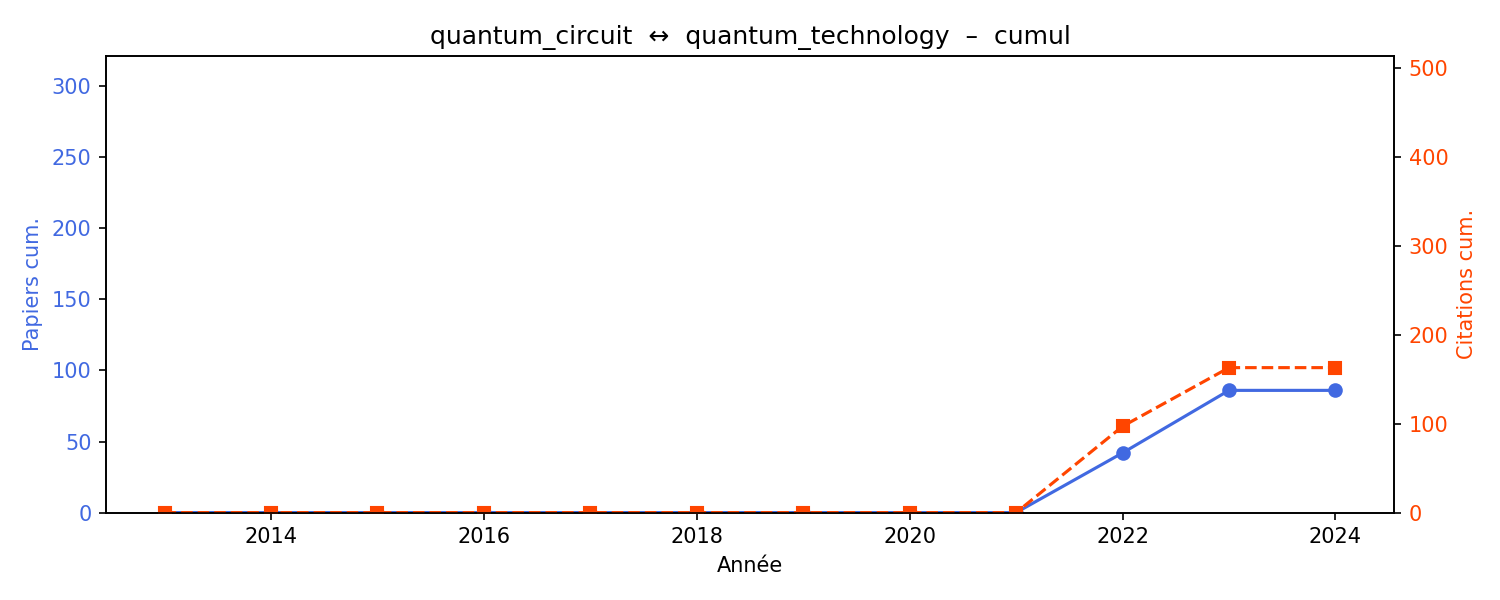 quantum_circuit ↔ quantum_technology – cumul
300
250
200
150
100
50
0
Papiers cum.
500
400
300
200
100
0
Citations cum.
2014 2016 2018 2020 2022 2024
Année